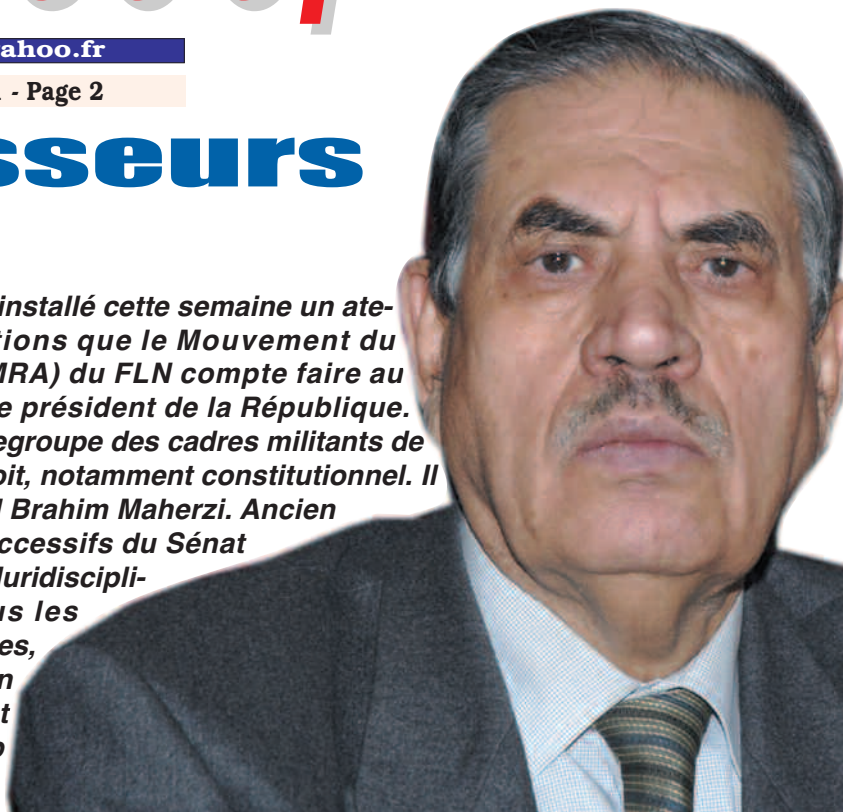 ahoo.fr
- Page 2
sseurs
installé cette semaine un ate-
tions que le Mouvement du
MRA) du FLN compte faire au
e président de la République.
egroupe des cadres militants de
oit, notamment constitutionnel. Il
Brahim Maherzi. Ancien
ccessifs du Sénat
luridiscipli-
us les
es,
n
t